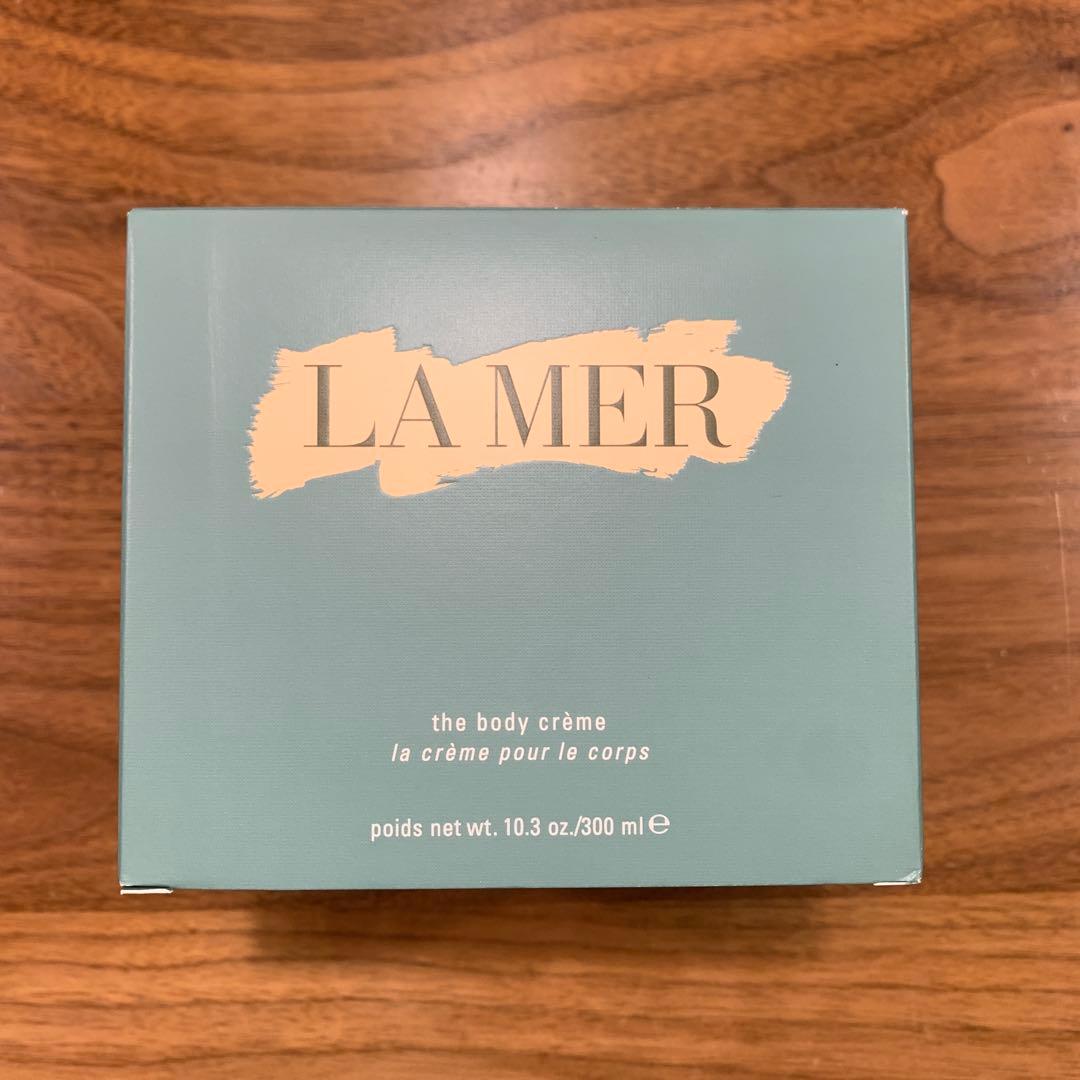 LA MER
the body crème
la crème pour le corps
poids net wt. 10.3 oz./300 ml ℮